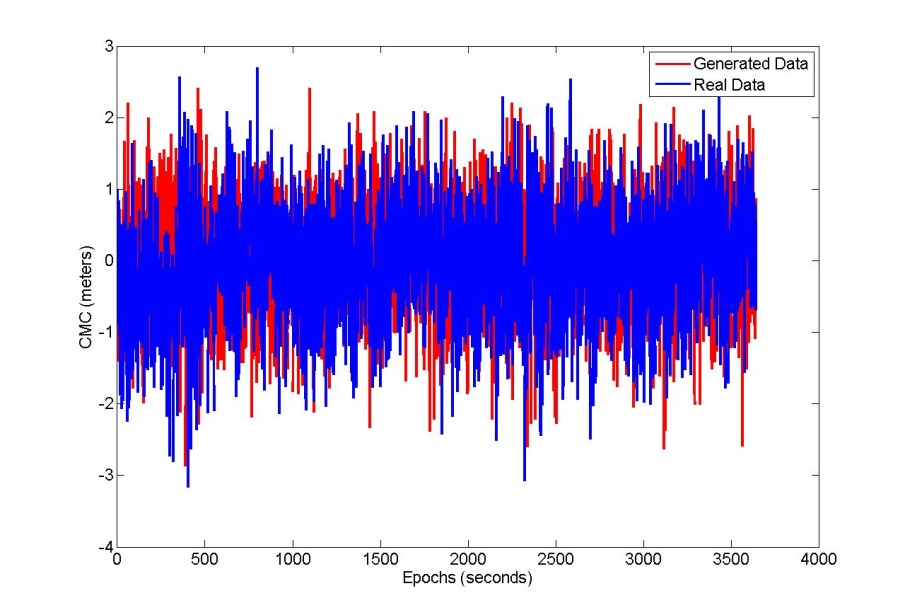 Generated Data
Real Data
3
2
1
0
-1
-2
-3
-4
CMC (meters)
0 500 1000 1500 2000 2500 3000 3500 4000
Epochs (seconds)